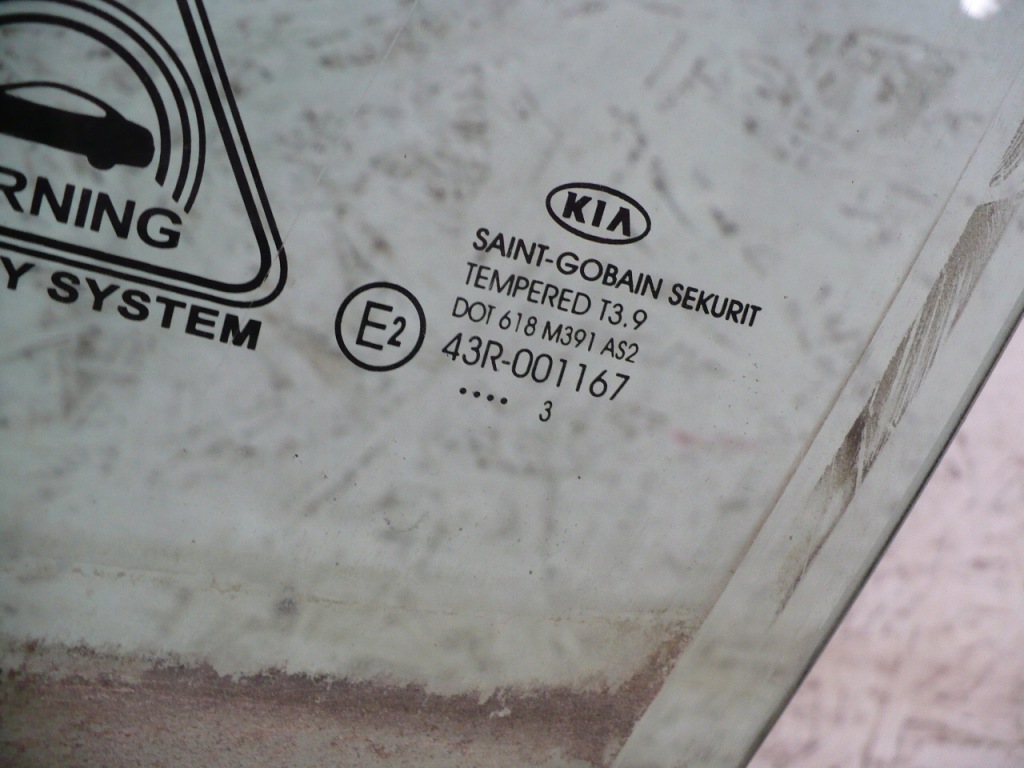 RNING
Y SYSTEM
KIA
SAINT-GOBAIN SEKURIT
TEMPERED T3.9
DOT 618 M391 AS2
E2 43R-001167
.... 3